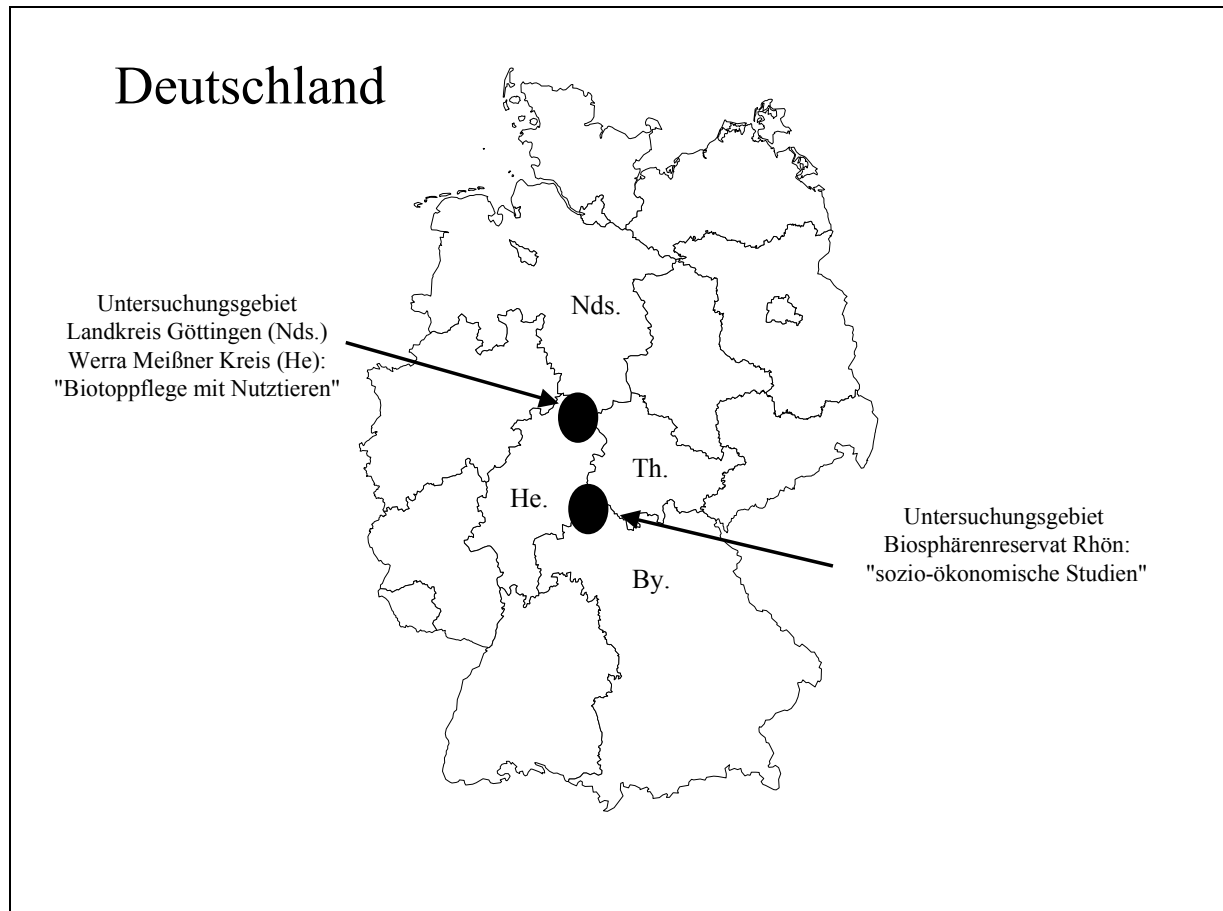 Deutschland
Nds.
Untersuchungsgebiet
Landkreis Göttingen (Nds.)
Werra Meißner Kreis (He):
"Biotoppflege mit Nutztieren"
Th.
He.
Untersuchungsgebiet
Biosphärenreservat Rhön:
"sozio-ökonomische Studien"
By.